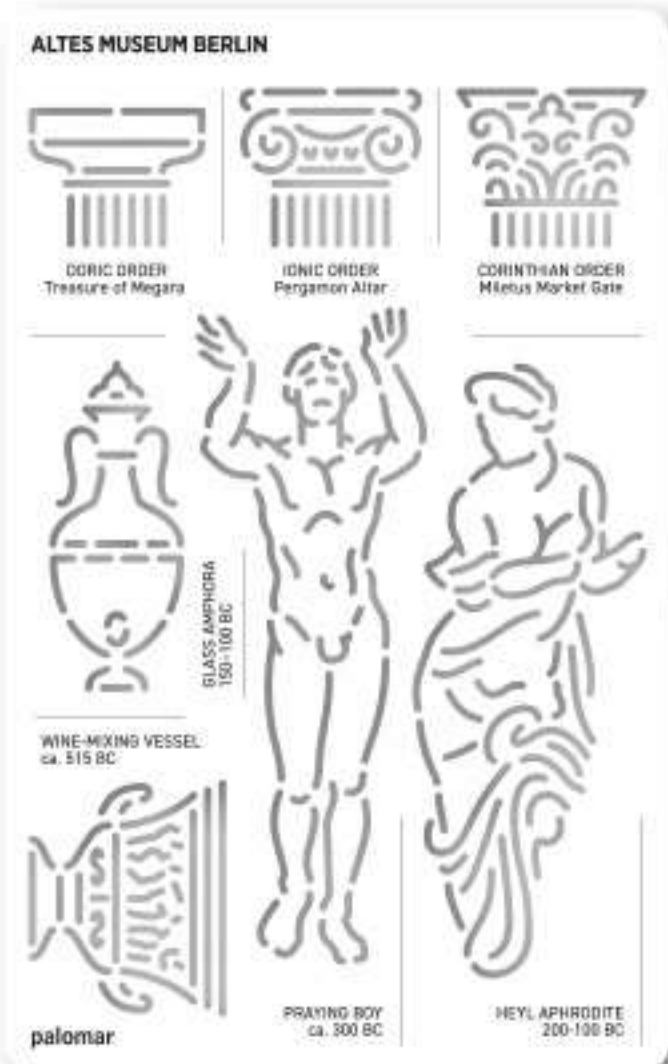 ALTES MUSEUM BERLIN
DORIC ORDER
Treasure of Megara
IONIC ORDER
Pergamon Altar
CORINTHIAN ORDER
Miletus Market Gate
GLASS AMPHORA
150-100 BC
WINE-MIXING VESSEL
ca. 515 BC
PRAYING BOY
ca. 300 BC
HEYL APHRODITE
200-100 BC
palomar